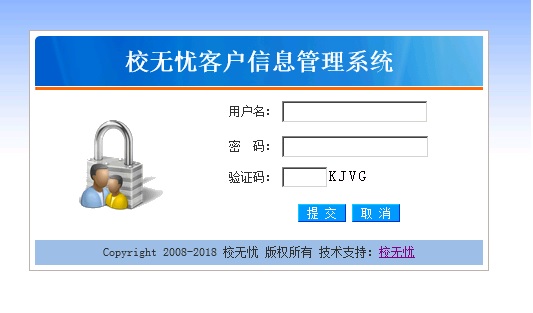 校无忧客户信息管理系统
用户名：
密　码：
验证码： KJVG
提 交 取 消
Copyright 2008-2018 校无忧 版权所有 技术支持：校无忧